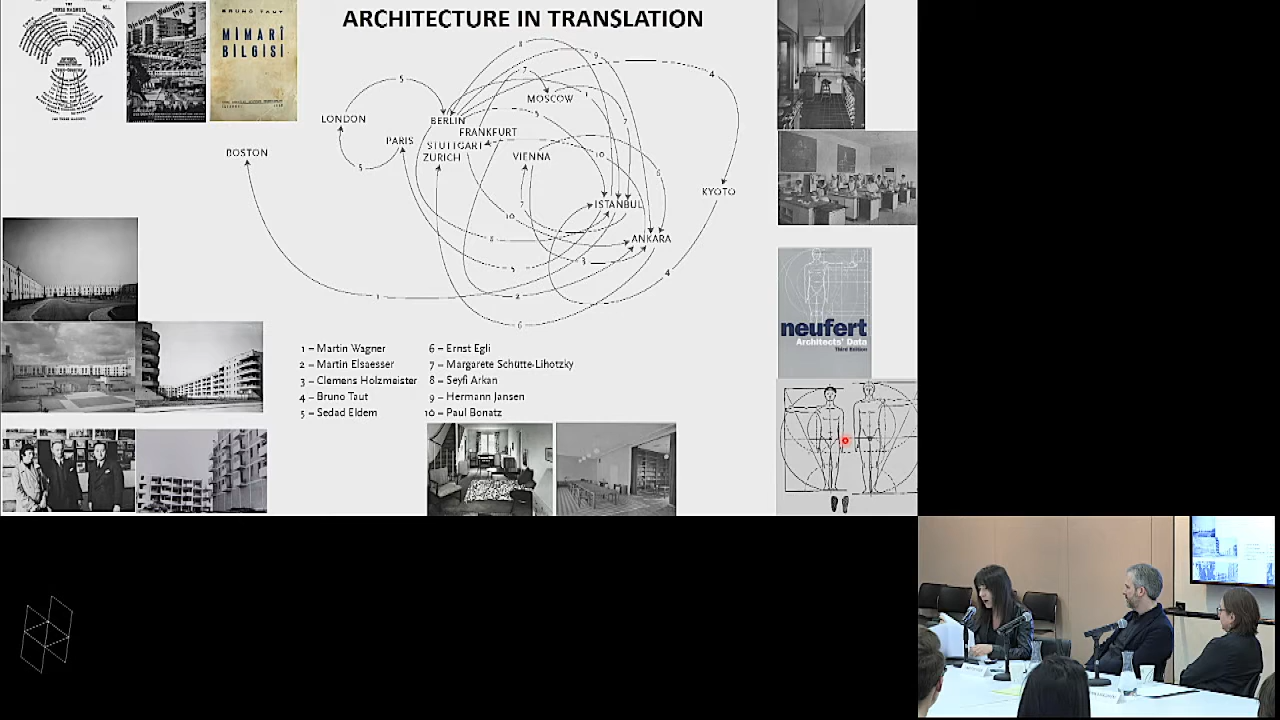 ARCHITECTURE IN TRANSLATION
BRUNO TAUT
MİMARÎ
BİLGİSİ
MOSCOW
LONDON
BERLIN
FRANKFURT
PARIS
STUTTGART
ZURICH
VIENNA
BOSTON
KYOTO
ISTANBUL
ANKARA
neufert
Architects' Data
Third Edition
1 – Martin Wagner
2 – Martin Elsaesser
3 – Clemens Holzmeister
4 – Bruno Taut
5 – Sedad Eldem
6 – Ernst Egli
7 – Margarete Schütte-Lihotzky
8 – Seyfi Arkan
9 – Hermann Jansen
10 – Paul Bonatz